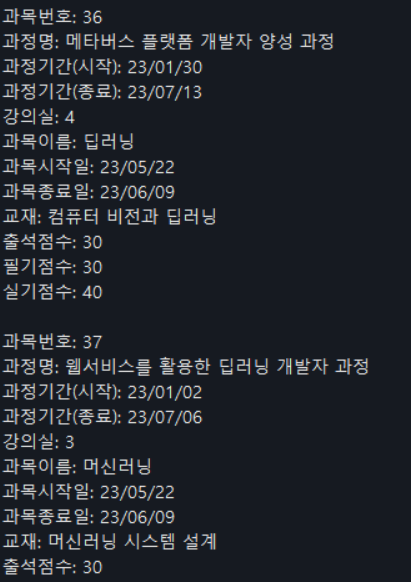 과목번호: 36
과정명: 메타버스 플랫폼 개발자 양성 과정
과정기간(시작): 23/01/30
과정기간(종료): 23/07/13
강의실: 4
과목이름: 딥러닝
과목시작일: 23/05/22
과목종료일: 23/06/09
교재: 컴퓨터 비전과 딥러닝
출석점수: 30
필기점수: 30
실기점수: 40
과목번호: 37
과정명: 웹서비스를 활용한 딥러닝 개발자 과정
과정기간(시작): 23/01/02
과정기간(종료): 23/07/06
강의실: 3
과목이름: 머신러닝
과목시작일: 23/05/22
과목종료일: 23/06/09
교재: 머신러닝 시스템 설계
출석점수: 30